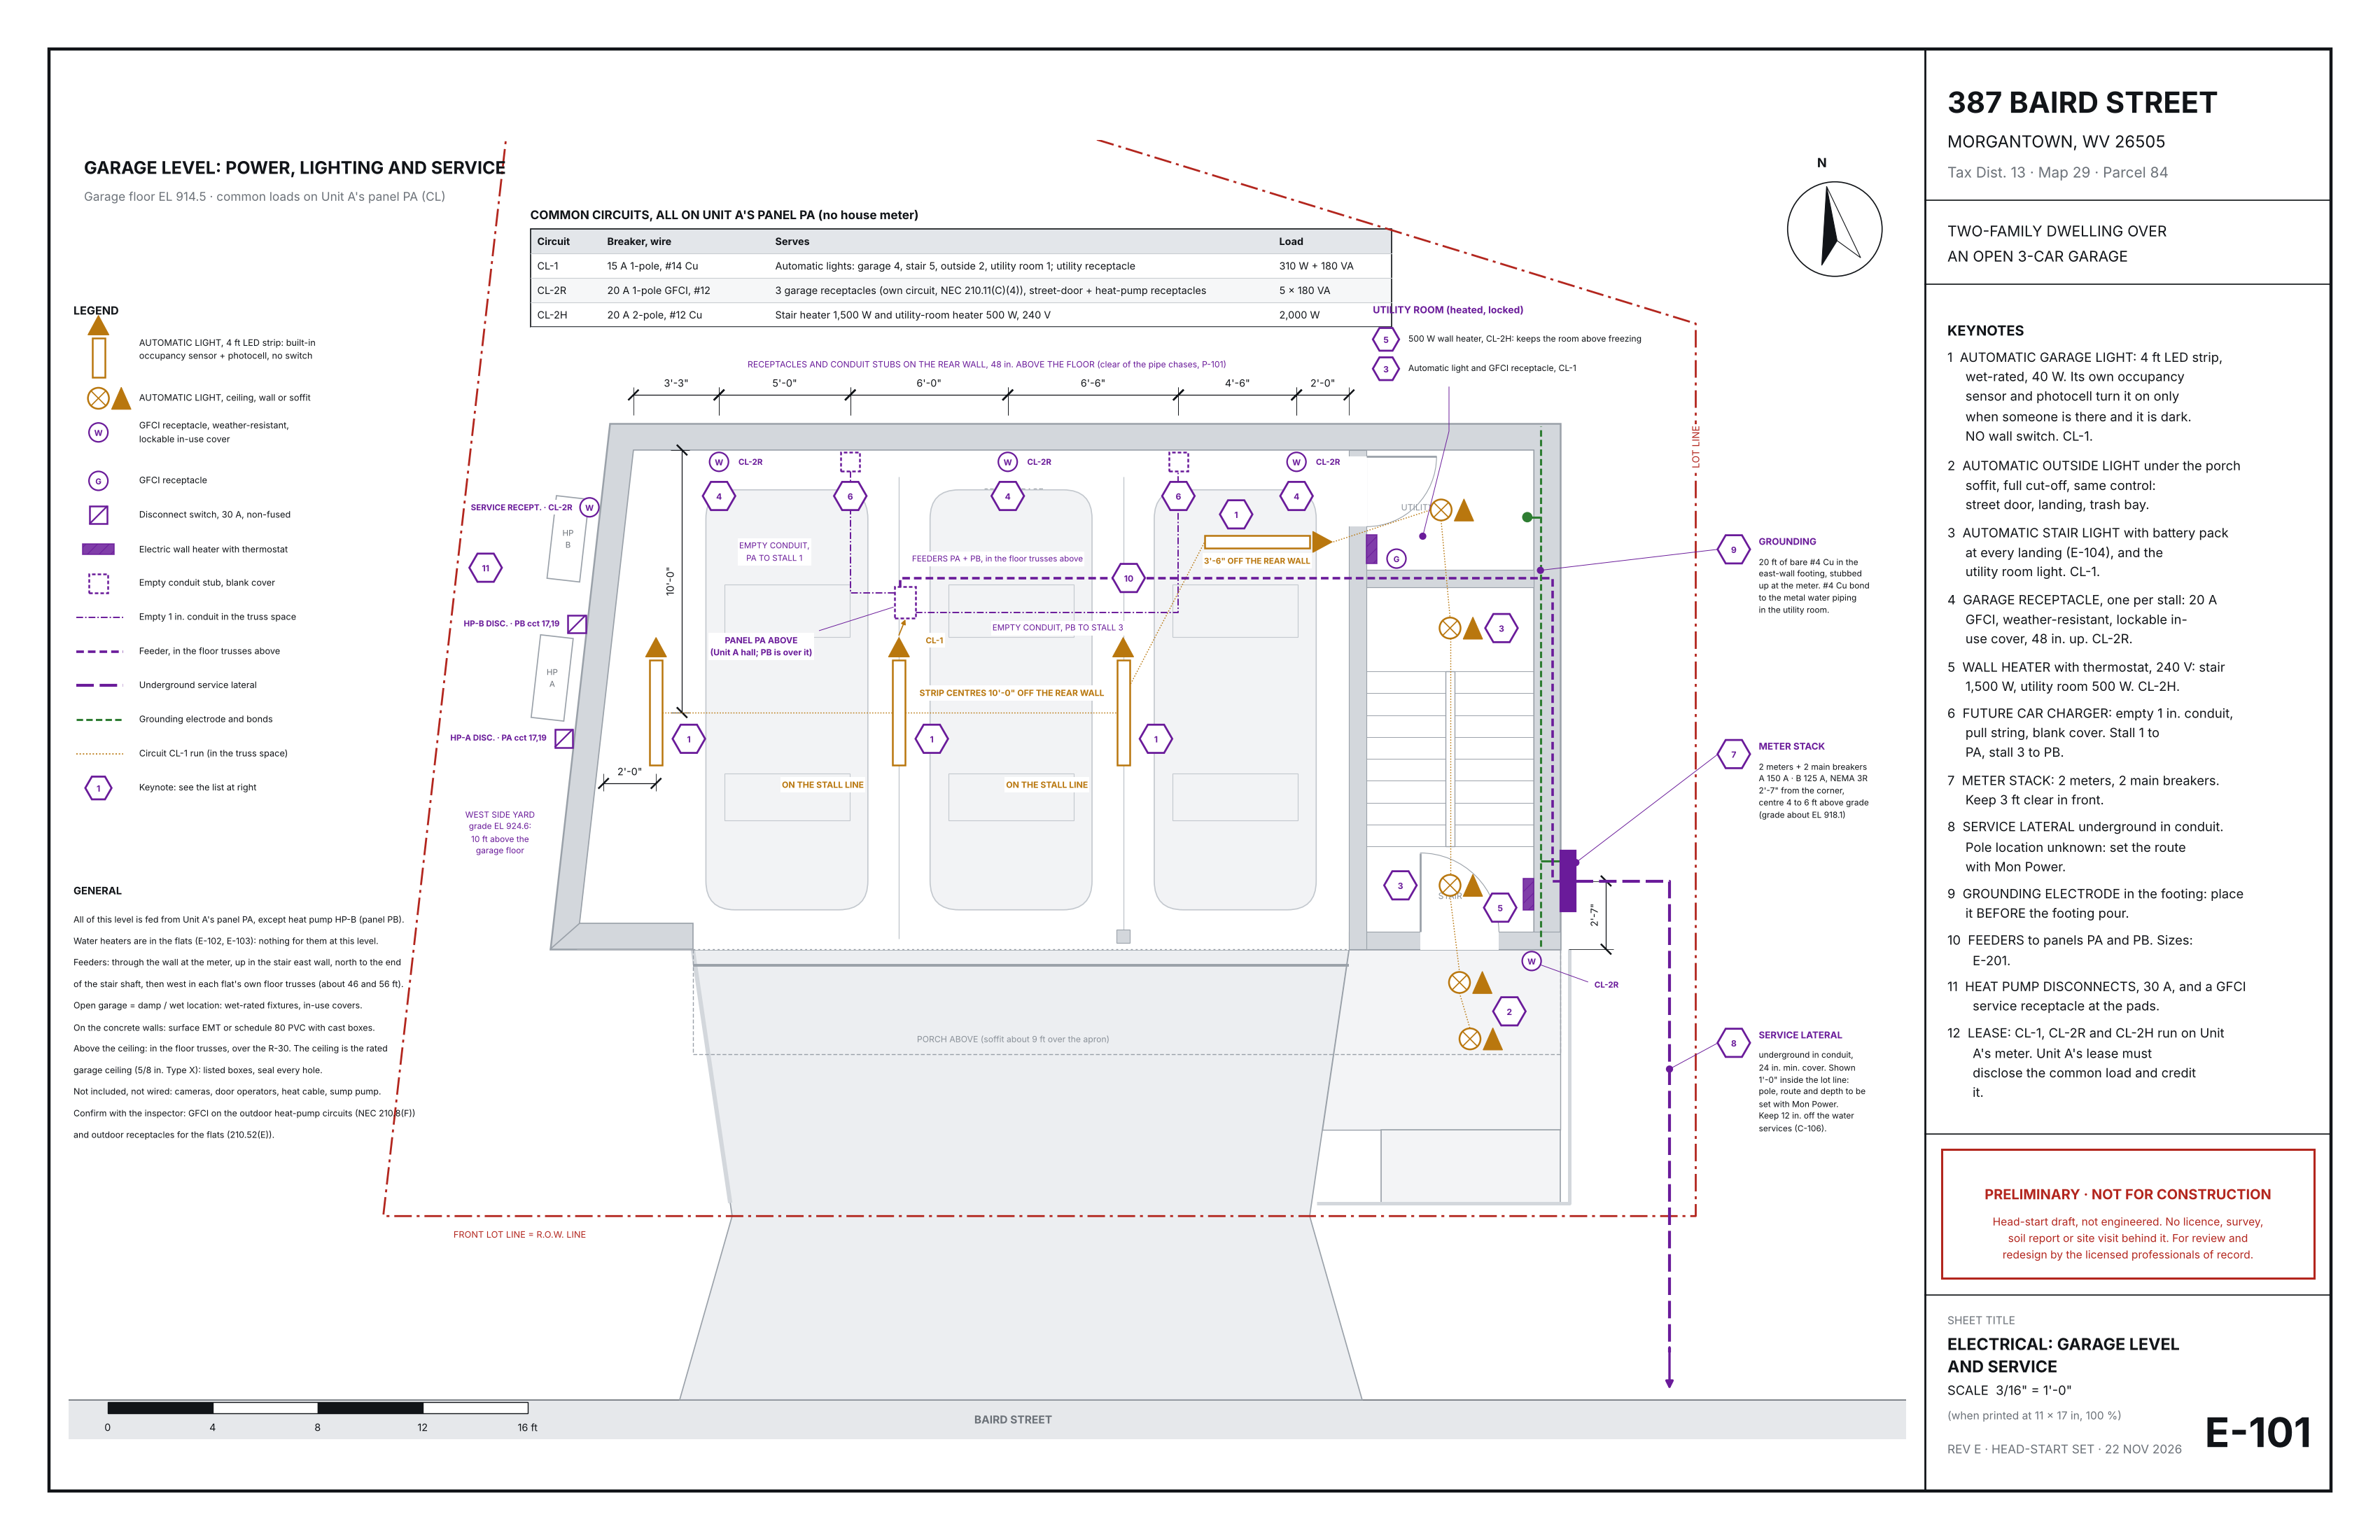 GARAGE LEVEL: POWER, LIGHTING AND SERVICE
Garage floor EL 914.5 · common loads on Unit A's panel PA (CL)
COMMON CIRCUITS, ALL ON UNIT A'S PANEL PA (no house meter)
Circuit Breaker, wire Serves Load
CL-1 15 A 1-pole, #14 Cu Automatic lights: garage 4, stair 5, outside 2, utility room 1; utility receptacle 310 W + 180 VA
CL-2R 20 A 1-pole GFCI, #12 3 garage receptacles (own circuit, NEC 210.11(C)(4)), street-door + heat-pump receptacles 5 × 180 VA
CL-2H 20 A 2-pole, #12 Cu Stair heater 1,500 W and utility-room heater 500 W, 240 V 2,000 W
N
LEGEND
AUTOMATIC LIGHT, 4 ft LED strip: built-in
occupancy sensor + photocell, no switch
AUTOMATIC LIGHT, ceiling, wall or soffit
W
GFCI receptacle, weather-resistant,
lockable in-use cover
G
GFCI receptacle
Disconnect switch, 30 A, non-fused
Electric wall heater with thermostat
Empty conduit stub, blank cover
Empty 1 in. conduit in the truss space
Feeder, in the floor trusses above
Underground service lateral
Grounding electrode and bonds
Circuit CL-1 run (in the truss space)
1
Keynote: see the list at right
GENERAL
All of this level is fed from Unit A's panel PA, except heat pump HP-B (panel PB).
Water heaters are in the flats (E-102, E-103): nothing for them at this level.
Feeders: through the wall at the meter, up in the stair east wall, north to the end
of the stair shaft, then west in each flat's own floor trusses (about 46 and 56 ft).
Open garage = damp / wet location: wet-rated fixtures, in-use covers.
On the concrete walls: surface EMT or schedule 80 PVC with cast boxes.
Above the ceiling: in the floor trusses, over the R-30. The ceiling is the rated
garage ceiling (5/8 in. Type X): listed boxes, seal every hole.
Not included, not wired: cameras, door operators, heat cable, sump pump.
Confirm with the inspector: GFCI on the outdoor heat-pump circuits (NEC 210.8(F))
and outdoor receptacles for the flats (210.52(E)).
UTILITY ROOM (heated, locked)
5
500 W wall heater, CL-2H: keeps the room above freezing
3
Automatic light and GFCI receptacle, CL-1
RECEPTACLES AND CONDUIT STUBS ON THE REAR WALL, 48 in. ABOVE THE FLOOR (clear of the pipe chases, P-101)
3'-3" 5'-0" 6'-0" 6'-6" 4'-6" 2'-0"
LOT LINE
W CL-2R W CL-2R W CL-2R
4 6 4 6 4
SERVICE RECEPT. · CL-2R W
UTILITY
1
HP
B
11
EMPTY CONDUIT,
PA TO STALL 1
FEEDERS PA + PB, in the floor trusses above
3'-6" OFF THE REAR WALL
G
10
10'-0"
HP-B DISC. · PB cct 17,19
EMPTY CONDUIT, PB TO STALL 3
3
PANEL PA ABOVE
(Unit A hall; PB is over it)
CL-1
HP
A
STRIP CENTRES 10'-0" OFF THE REAR WALL
HP-A DISC. · PA cct 17,19
1 1 1
2'-0"
ON THE STALL LINE ON THE STALL LINE
WEST SIDE YARD
grade EL 924.6:
10 ft above the
garage floor
3
STAIR
5
2'-7"
W
CL-2R
2
PORCH ABOVE (soffit about 9 ft over the apron)
9
GROUNDING
20 ft of bare #4 Cu in the
east-wall footing, stubbed
up at the meter. #4 Cu bond
to the metal water piping
in the utility room.
7
METER STACK
2 meters + 2 main breakers
A 150 A · B 125 A, NEMA 3R
2'-7" from the corner,
centre 4 to 6 ft above grade
(grade about EL 918.1)
8
SERVICE LATERAL
underground in conduit,
24 in. min. cover. Shown
1'-0" inside the lot line:
pole, route and depth to be
set with Mon Power.
Keep 12 in. off the water
services (C-106).
FRONT LOT LINE = R.O.W. LINE
BAIRD STREET
0 4 8 12 16 ft
387 BAIRD STREET
MORGANTOWN, WV 26505
Tax Dist. 13 · Map 29 · Parcel 84
TWO-FAMILY DWELLING OVER
AN OPEN 3-CAR GARAGE
KEYNOTES
1 AUTOMATIC GARAGE LIGHT: 4 ft LED strip,
wet-rated, 40 W. Its own occupancy
sensor and photocell turn it on only
when someone is there and it is dark.
NO wall switch. CL-1.
2 AUTOMATIC OUTSIDE LIGHT under the porch
soffit, full cut-off, same control:
street door, landing, trash bay.
3 AUTOMATIC STAIR LIGHT with battery pack
at every landing (E-104), and the
utility room light. CL-1.
4 GARAGE RECEPTACLE, one per stall: 20 A
GFCI, weather-resistant, lockable in-
use cover, 48 in. up. CL-2R.
5 WALL HEATER with thermostat, 240 V: stair
1,500 W, utility room 500 W. CL-2H.
6 FUTURE CAR CHARGER: empty 1 in. conduit,
pull string, blank cover. Stall 1 to
PA, stall 3 to PB.
7 METER STACK: 2 meters, 2 main breakers.
Keep 3 ft clear in front.
8 SERVICE LATERAL underground in conduit.
Pole location unknown: set the route
with Mon Power.
9 GROUNDING ELECTRODE in the footing: place
it BEFORE the footing pour.
10 FEEDERS to panels PA and PB. Sizes:
E-201.
11 HEAT PUMP DISCONNECTS, 30 A, and a GFCI
service receptacle at the pads.
12 LEASE: CL-1, CL-2R and CL-2H run on Unit
A's meter. Unit A's lease must
disclose the common load and credit
it.
PRELIMINARY · NOT FOR CONSTRUCTION
Head-start draft, not engineered. No licence, survey,
soil report or site visit behind it. For review and
redesign by the licensed professionals of record.
SHEET TITLE
ELECTRICAL: GARAGE LEVEL
AND SERVICE
SCALE 3/16" = 1'-0"
(when printed at 11 × 17 in, 100 %)
REV E · HEAD-START SET · 22 NOV 2026
E-101